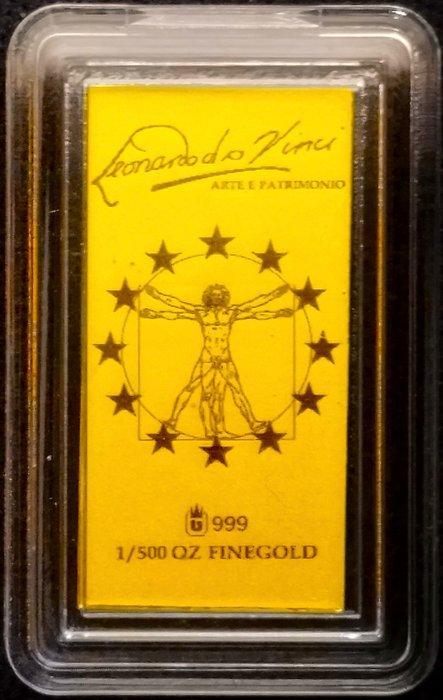 Leonardo da Vinci
ARTE E PATRIMONIO
999
1/500 OZ FINEGOLD